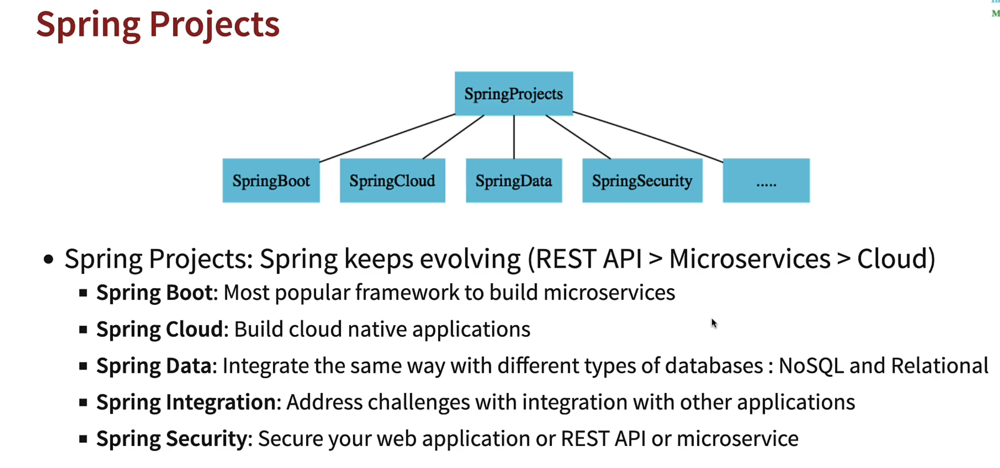 Spring Projects
SpringProjects
SpringBoot
SpringCloud
SpringData
SpringSecurity
.....
• Spring Projects: Spring keeps evolving (REST API > Microservices > Cloud)
▪ Spring Boot: Most popular framework to build microservices
▪ Spring Cloud: Build cloud native applications
▪ Spring Data: Integrate the same way with different types of databases : NoSQL and Relational
▪ Spring Integration: Address challenges with integration with other applications
▪ Spring Security: Secure your web application or REST API or microservice